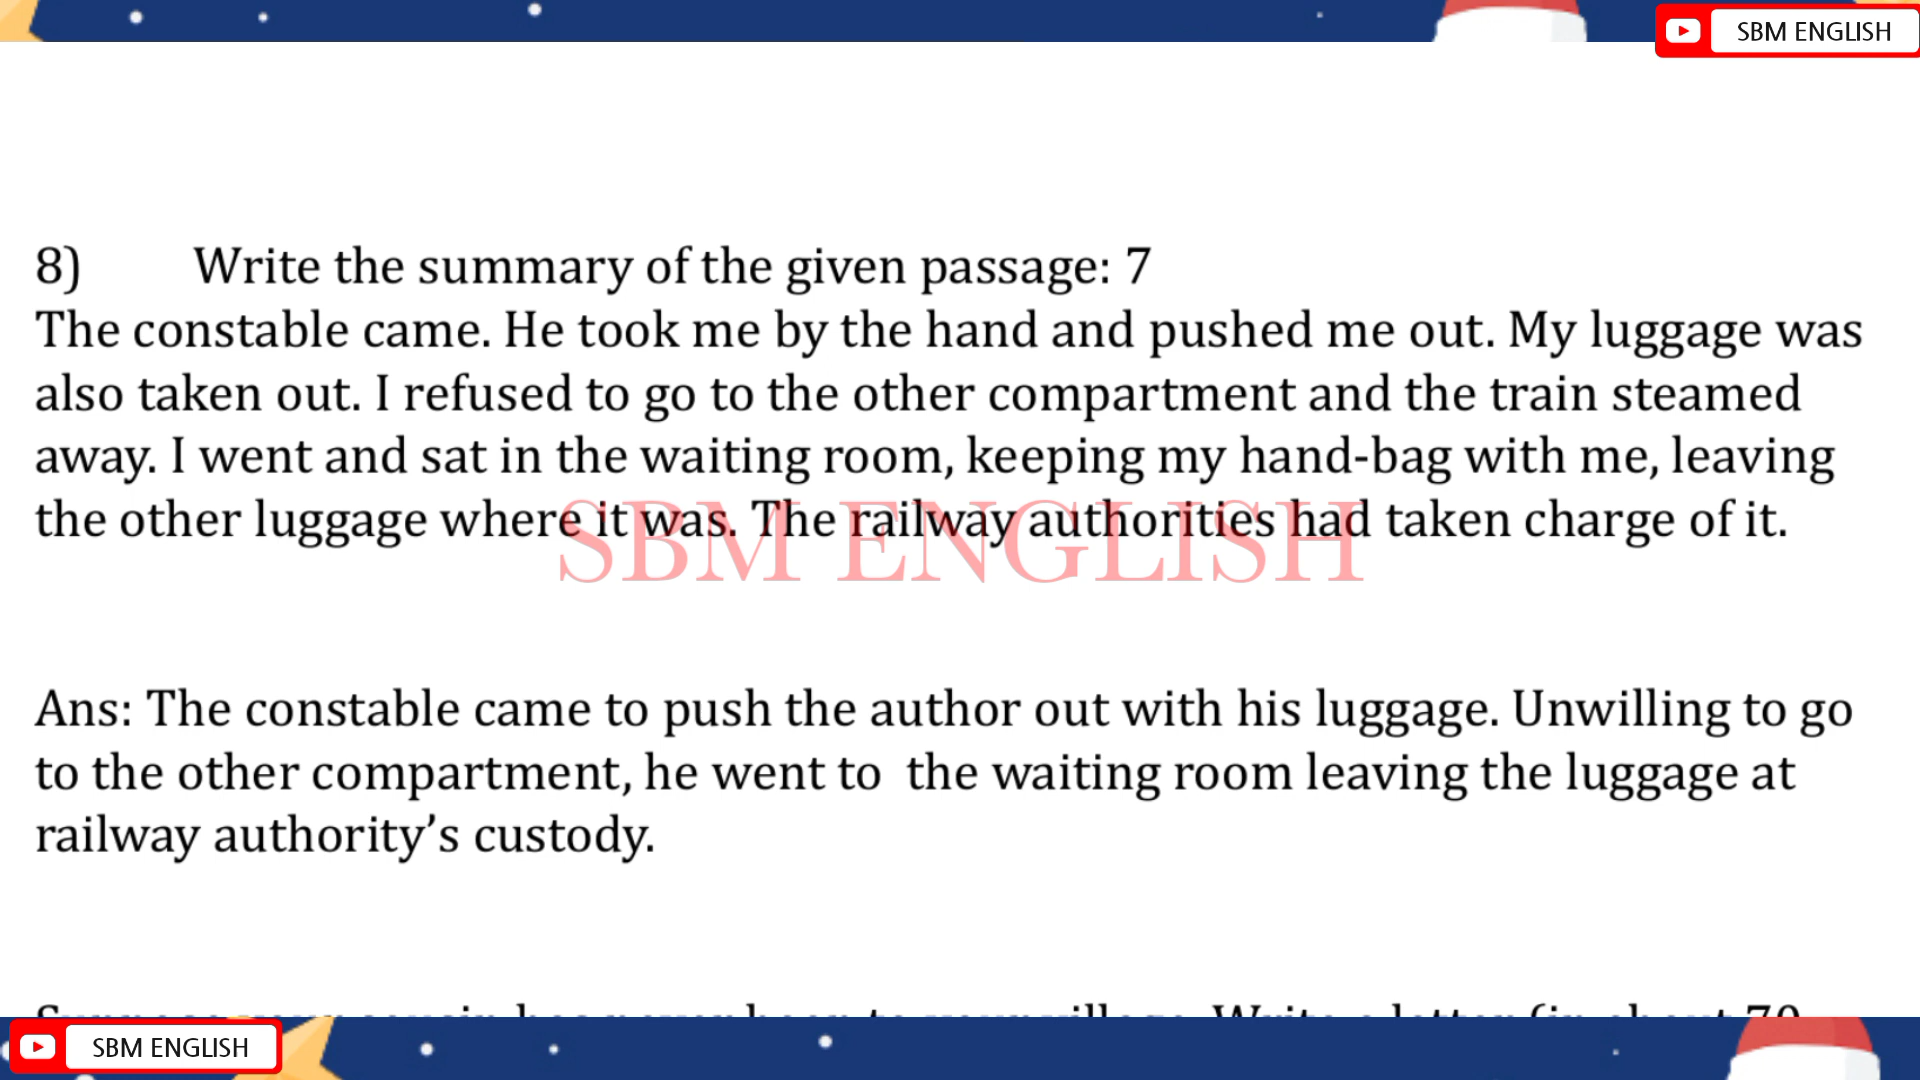 SBM ENGLISH
8) Write the summary of the given passage: 7
The constable came. He took me by the hand and pushed me out. My luggage was
also taken out. I refused to go to the other compartment and the train steamed
away. I went and sat in the waiting room, keeping my hand-bag with me, leaving
the other luggage where it was. The railway authorities had taken charge of it.
SBM ENGLISH
Ans: The constable came to push the author out with his luggage. Unwilling to go
to the other compartment, he went to the waiting room leaving the luggage at
railway authority’s custody.
SBM ENGLISH